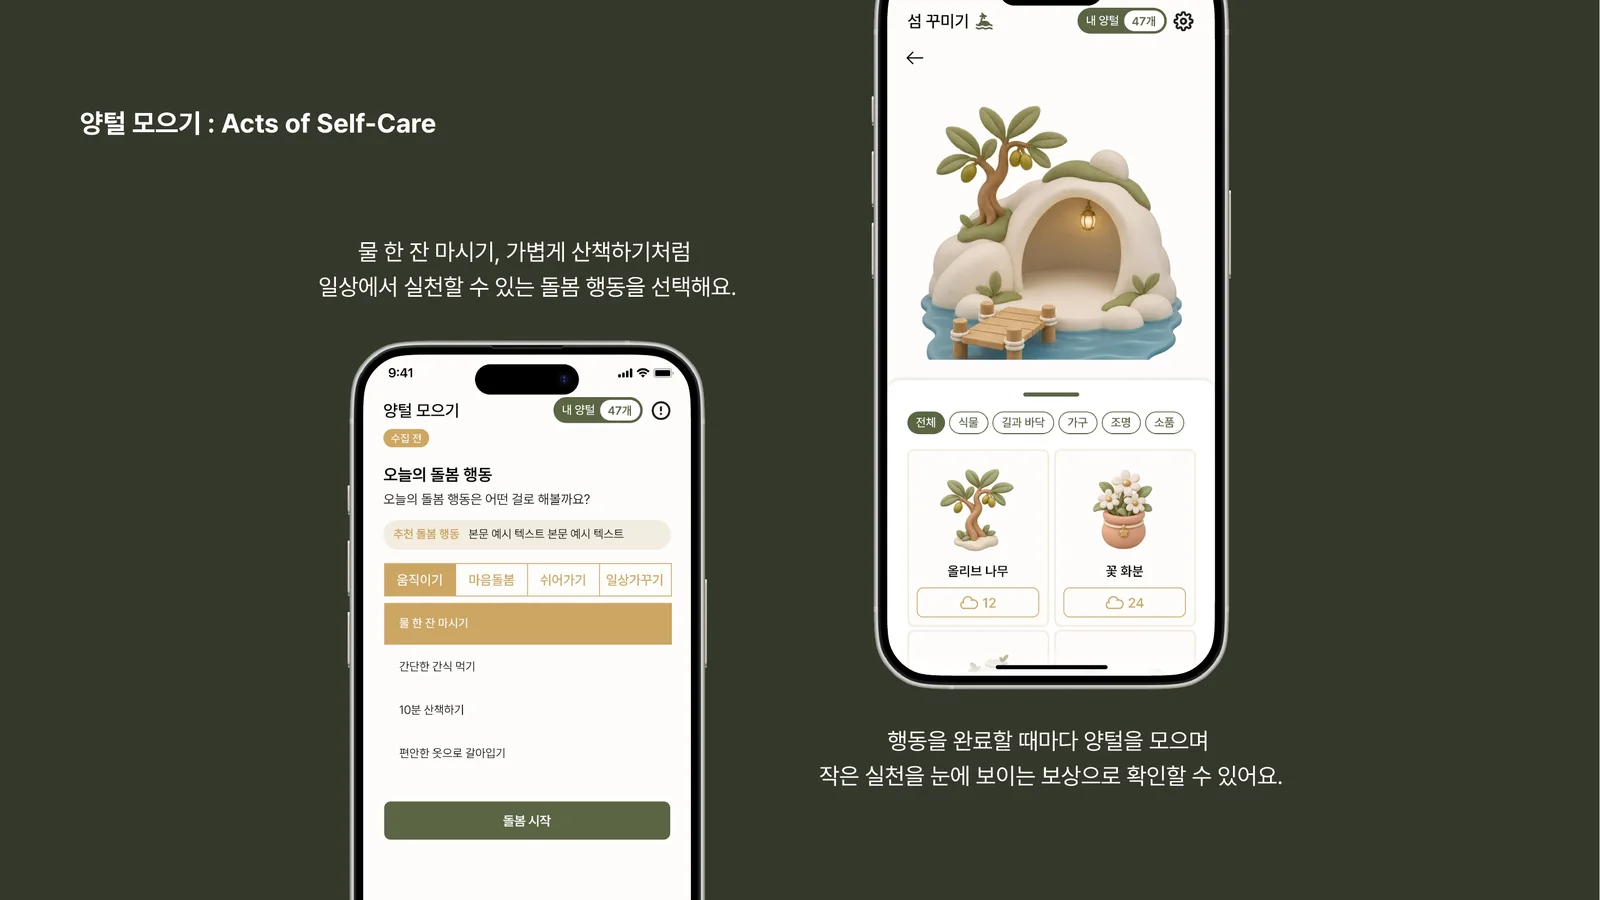 양털 모으기 : Acts of Self-Care
물 한 잔 마시기, 가볍게 산책하기처럼
일상에서 실천할 수 있는 돌봄 행동을 선택해요.
9:41
양털 모으기
내 양털 47개
수집 전
오늘의 돌봄 행동
오늘의 돌봄 행동은 어떤 걸로 해볼까요?
추천 돌봄 행동 본문 예시 텍스트 본문 예시 텍스트
움직이기 마음돌봄 쉬어가기 일상가꾸기
물 한 잔 마시기
간단한 간식 먹기
10분 산책하기
편안한 옷으로 갈아입기
돌봄 시작
섬 꾸미기
내 양털 47개
전체 식물 길과 바닥 가구 조명 소품
올리브 나무 꽃 화분
12 24
행동을 완료할 때마다 양털을 모으며
작은 실천을 눈에 보이는 보상으로 확인할 수 있어요.